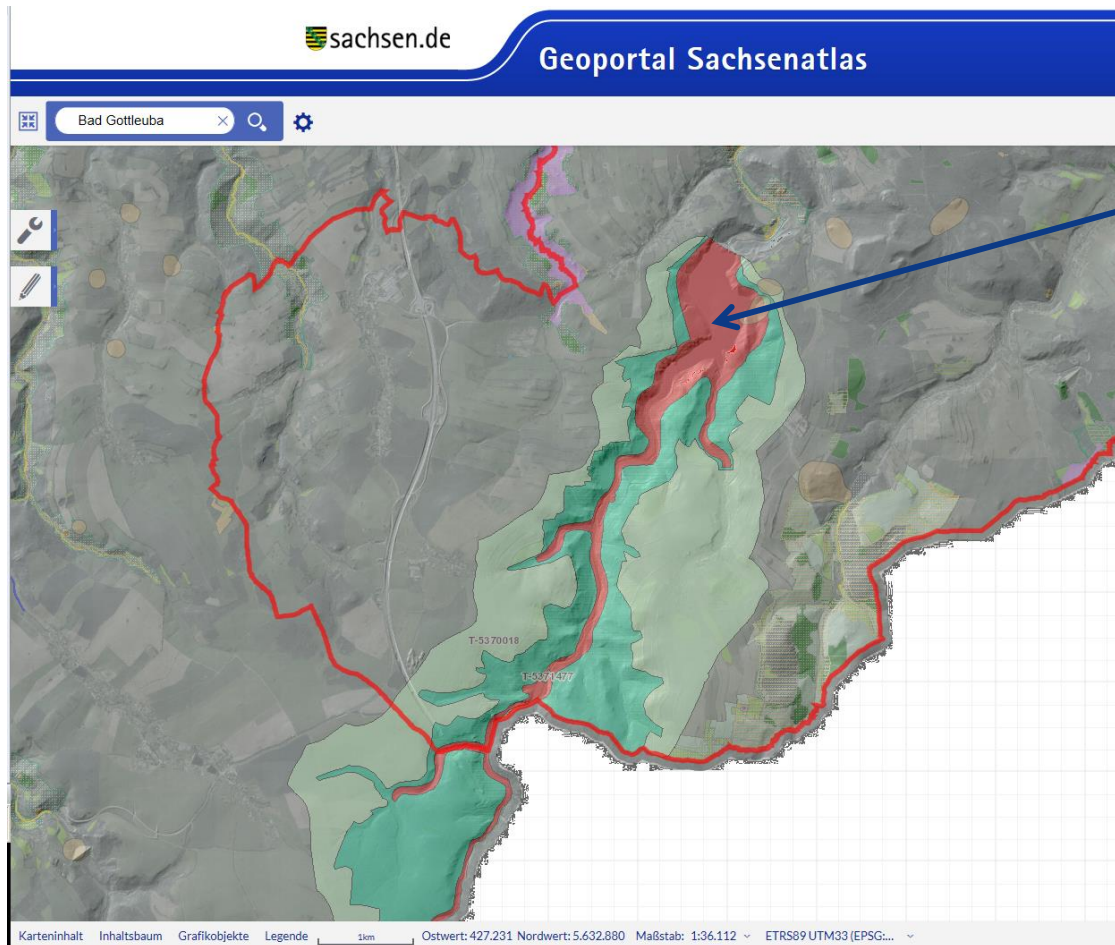 sachsen.de
Geoportal Sachsenatlas
Bad Gottleuba
T-5370018
T-5371477
Karteninhalt Inhaltsbaum Grafikobjekte Legende 1km Ostwert: 427.231 Nordwert: 5.632.880 Maßstab: 1:36.112 ETRS89 UTM33 (EPSG:...